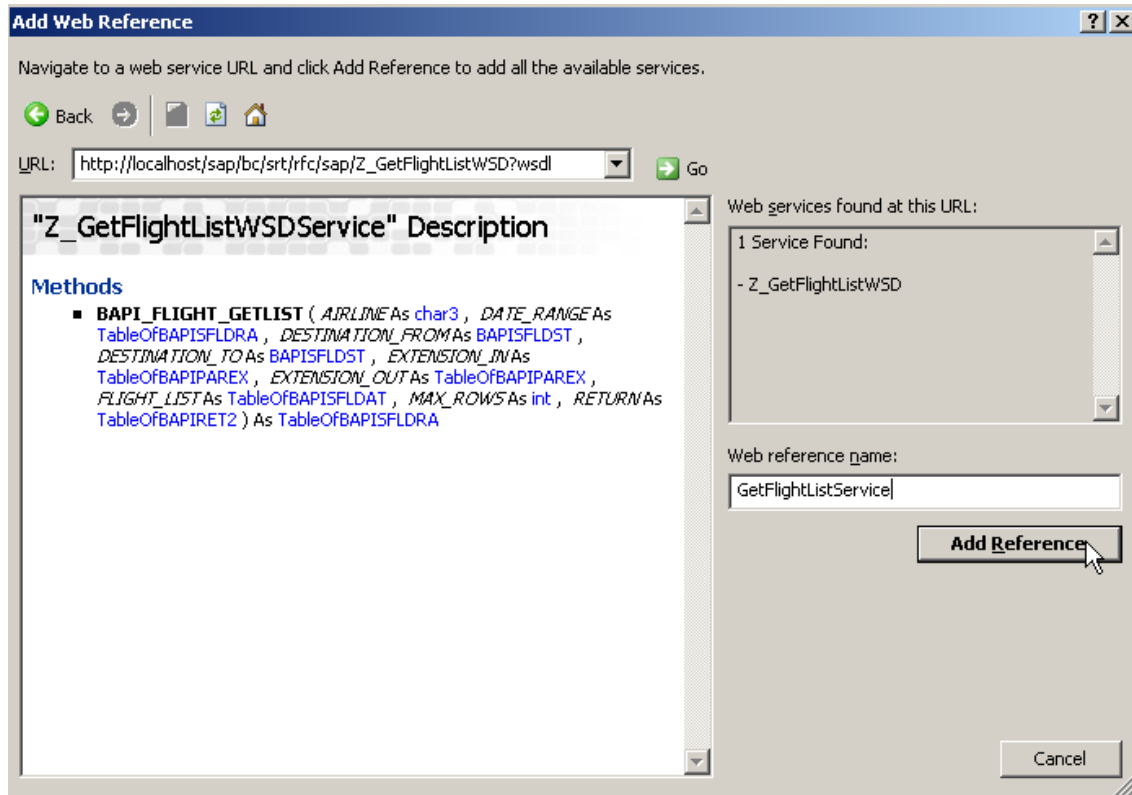 Add Web Reference
Navigate to a web service URL and click Add Reference to add all the available services.
Back
URL: http://localhost/sap/bc/srt/rfc/sap/Z_GetFlightListWSD?wsdl Go
"Z_GetFlightListWSDService" Description
Methods
BAPI_FLIGHT_GETLIST ( AIRLINE As char3 , DATE_RANGE As
TableOfBAPISFLDRA , DESTINATION_FROM As BAPISFLDST ,
DESTINATION_TO As BAPISFLDST , EXTENSION_IN As
TableOfBAPIPAREX , EXTENSION_OUT As TableOfBAPIPAREX ,
FLIGHT_LIST As TableOfBAPISFLDAT , MAX_ROWS As int , RETURN As
TableOfBAPIRET2 ) As TableOfBAPISFLDRA
Web services found at this URL:
1 Service Found:
- Z_GetFlightListWSD
Web reference name:
GetFlightListService
Add Reference
Cancel